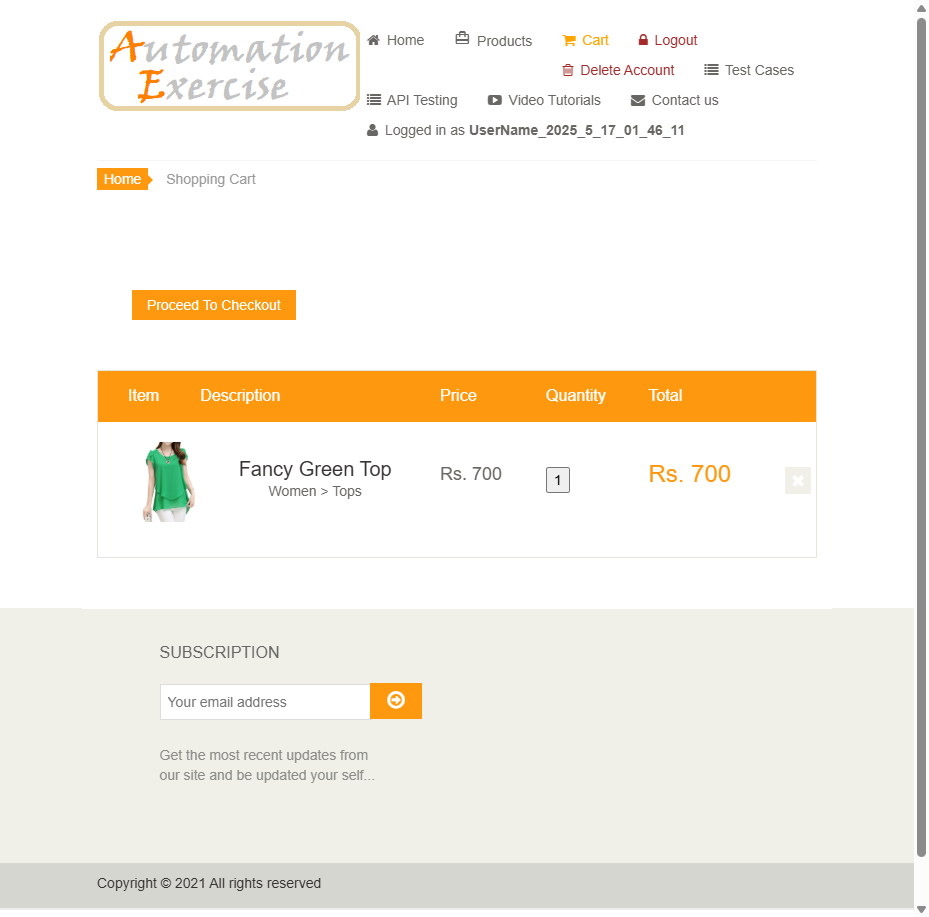 Automation
Exercise
Home Products Cart Logout
Delete Account Test Cases
API Testing Video Tutorials Contact us
Logged in as UserName_2025_5_17_01_46_11
Home Shopping Cart
Proceed To Checkout
Item Description Price Quantity Total
Fancy Green Top Rs. 700 1 Rs. 700
Women > Tops
SUBSCRIPTION
Your email address
Get the most recent updates from
our site and be updated your self...
Copyright © 2021 All rights reserved